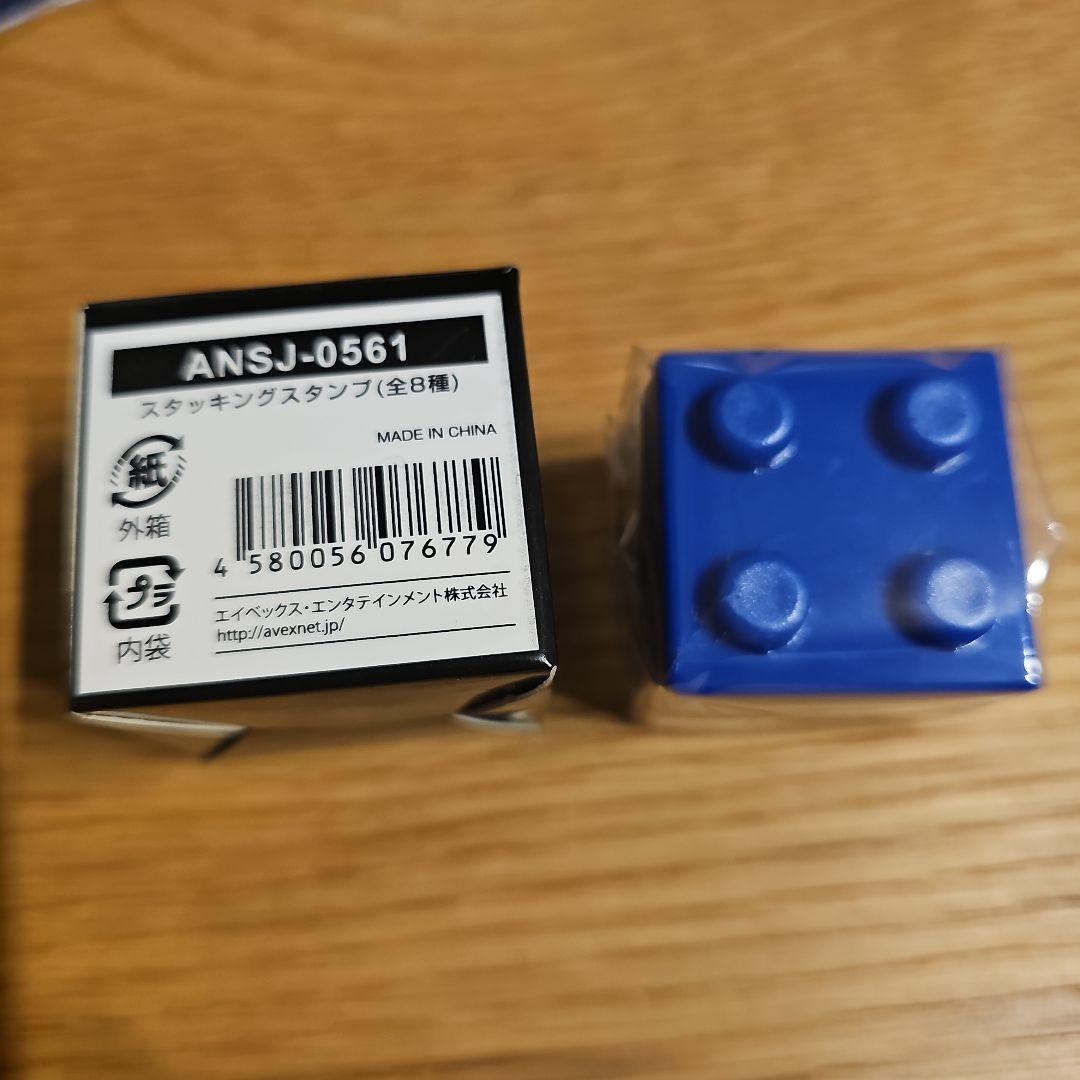 ANSJ-0561
スタッキングスタンプ(全8種)
MADE IN CHINA
紙
外箱
4 580056 076779
プラ
内袋
エイベックス・エンタテインメント株式会社
http://avexnet.jp/